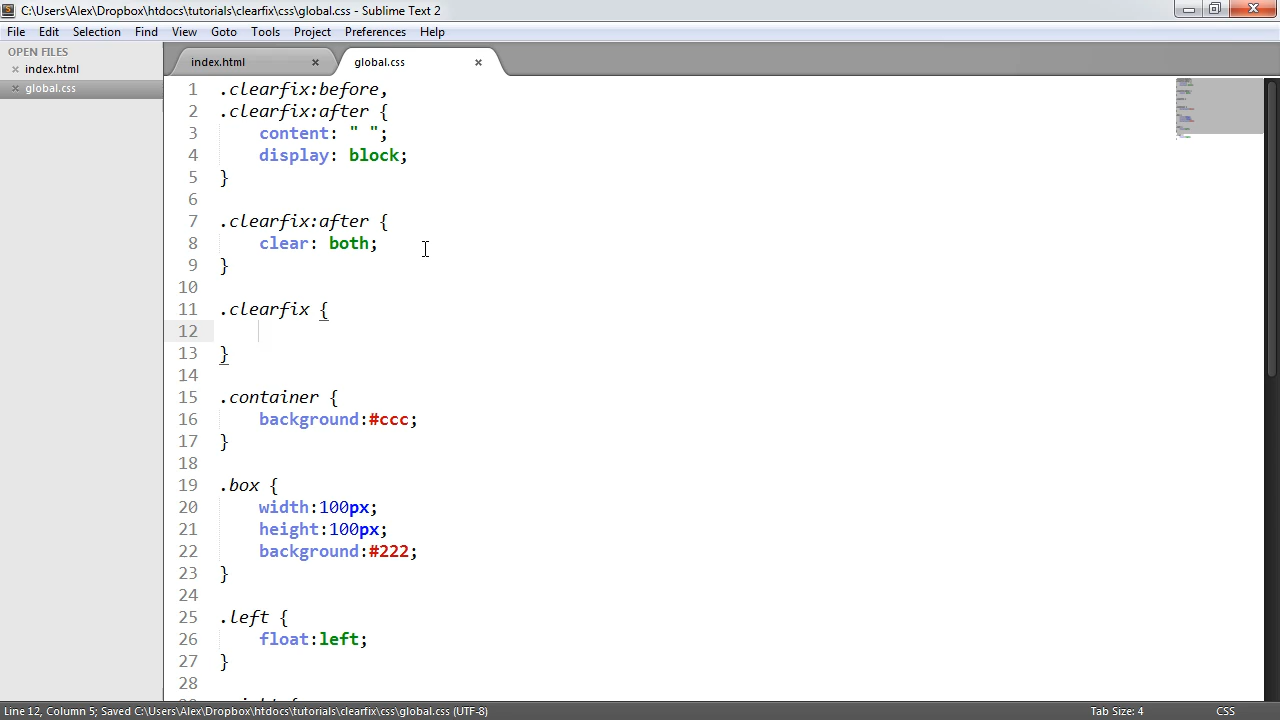 C:\Users\Alex\Dropbox\htdocs\tutorials\clearfix\css\global.css - Sublime Text 2
File Edit Selection Find View Goto Tools Project Preferences Help
OPEN FILES
index.html
global.css
index.html global.css
1 .clearfix:before,
2 .clearfix:after {
3 content: " ";
4 display: block;
5 }
6
7 .clearfix:after {
8 clear: both;
9 }
10
11 .clearfix {
12
13 }
14
15 .container {
16 background:#ccc;
17 }
18
19 .box {
20 width:100px;
21 height:100px;
22 background:#222;
23 }
24
25 .left {
26 float:left;
27 }
28
Line 12, Column 5; Saved C:\Users\Alex\Dropbox\htdocs\tutorials\clearfix\css\global.css (UTF-8) Tab Size: 4 CSS